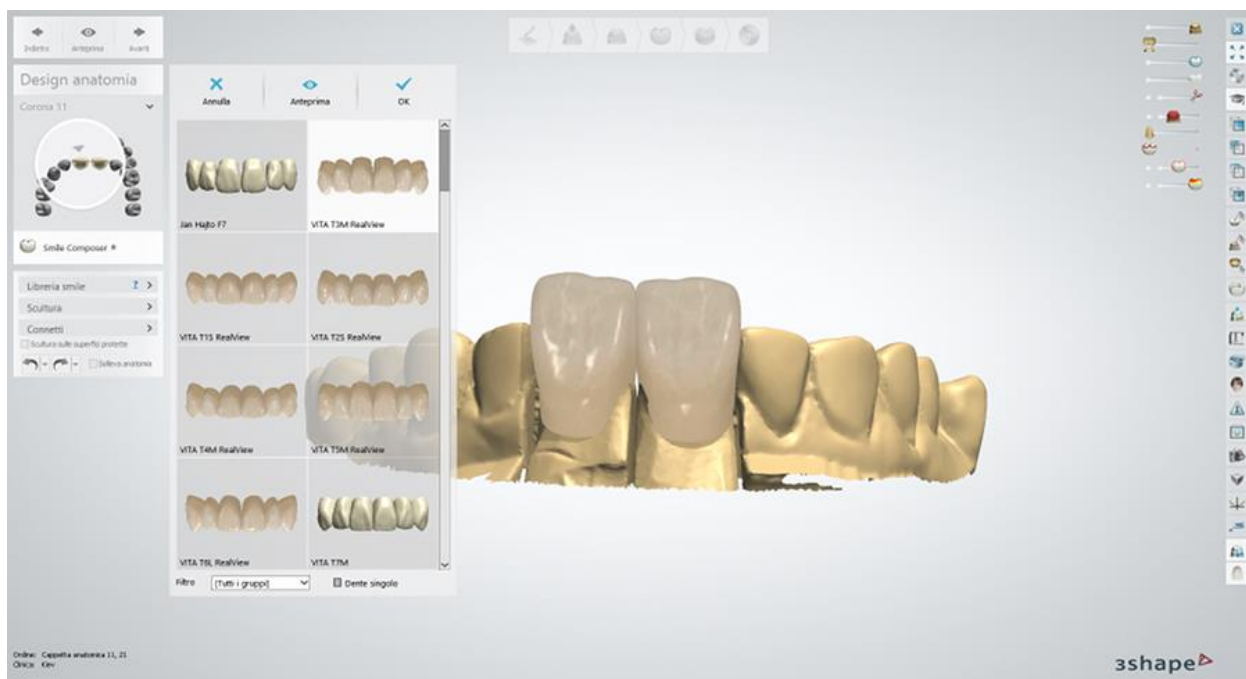 Indietro
Anteprima
Avanti
Design anatomia
Corona 11
Smile Composer
Libreria smile
Scultura
Connetti
Scultura sulle superfici protette
Solleva anatomia
Annulla
Anteprima
OK
Jan Hajto F7
VITA T3M RealView
VITA T1S RealView
VITA T2S RealView
VITA T4M RealView
VITA T5M RealView
VITA T6L RealView
VITA T7M
Filtro
[Tutti i gruppi]
Dente singolo
Ordine: Cappetta anatomica 11, 21
Clinica: Kiev
3shape